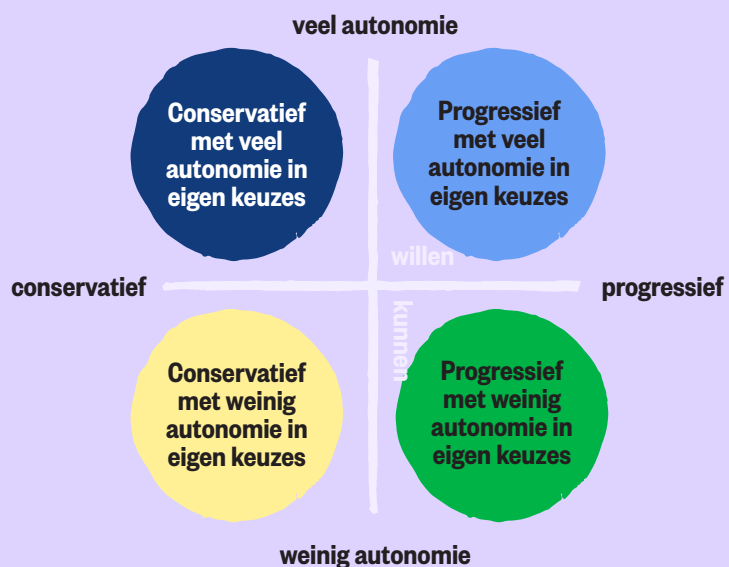 veel autonomie
Conservatief
met veel
autonomie in
eigen keuzes
Progressief
met veel
autonomie in
eigen keuzes
willen
conservatief
progressief
kunnen
Conservatief
met weinig
autonomie in
eigen keuzes
Progressief
met weinig
autonomie in
eigen keuzes
weinig autonomie